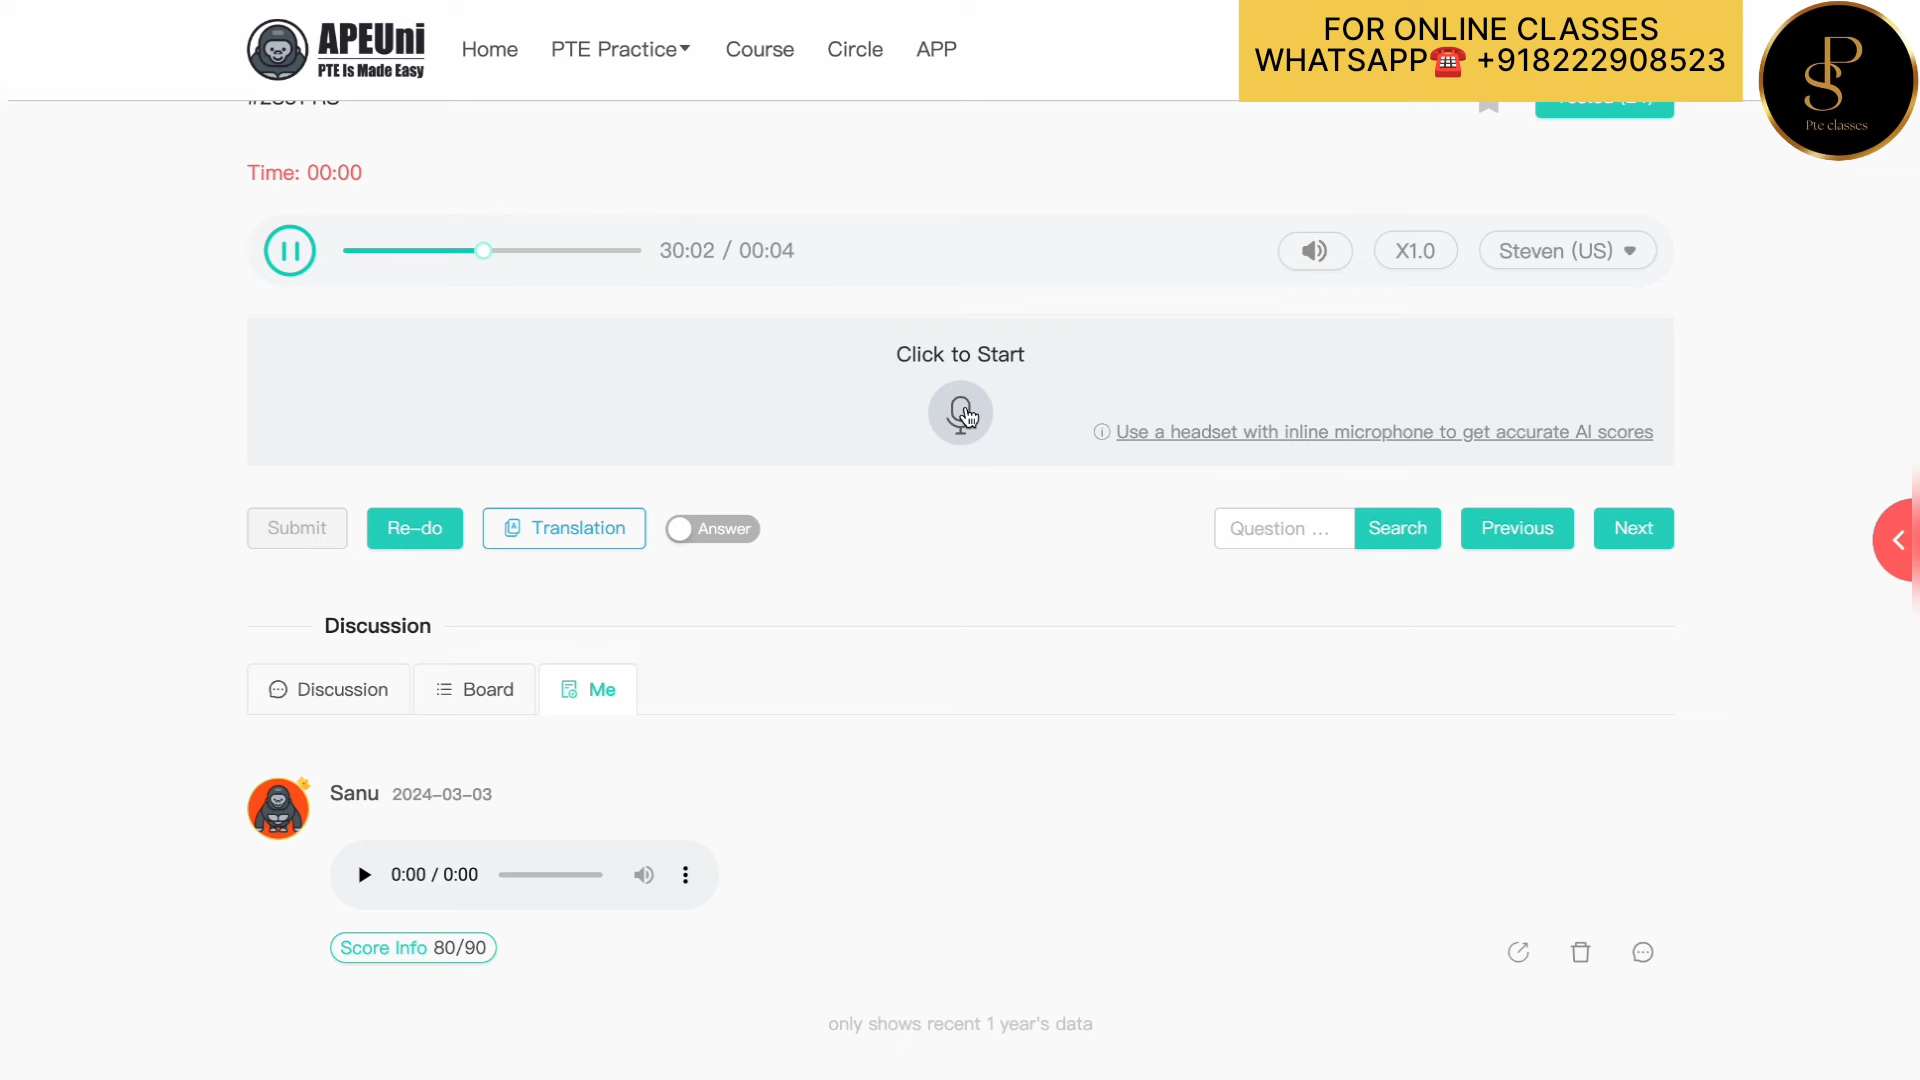 APEUni
PTE Is Made Easy
Home
PTE Practice
Course
Circle
APP
FOR ONLINE CLASSES
WHATSAPP☎️ +918222908523
SP
Pte classes
Time: 00:00
30:02 / 00:04
X1.0
Steven (US)
Click to Start
Use a headset with inline microphone to get accurate AI scores
Submit
Re-do
Translation
Answer
Question ...
Search
Previous
Next
Discussion
Discussion
Board
Me
Sanu 2024-03-03
0:00 / 0:00
Score Info 80/90
only shows recent 1 year's data